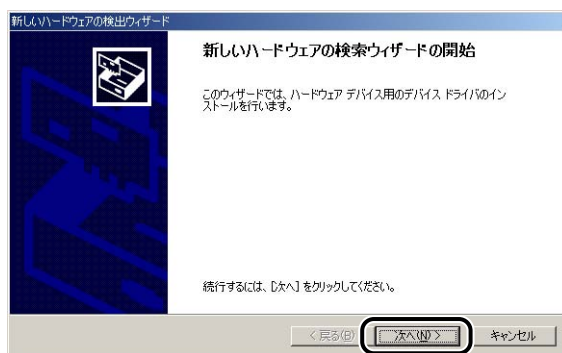 新しいハードウェアの検出ウィザード
新しいハードウェアの検索ウィザードの開始
このウィザードでは、ハードウェア デバイス用のデバイス ドライバのイン
ストールを行います。
続行するには、[次へ] をクリックしてください。
< 戻る(B)
次へ(N) >
キャンセル